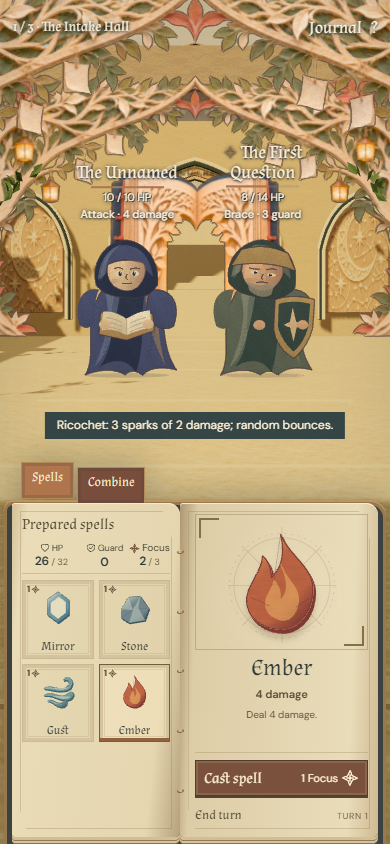 1/3 · The Intake Hall
Journal ?
The Unnamed
10 / 10 HP
Attack · 4 damage
The First
Question
8 / 14 HP
Brace · 3 guard
Ricochet: 3 sparks of 2 damage; random bounces.
Spells
Combine
Prepared spells
HP
26 / 32
Guard
0
Focus
2 / 3
1
Mirror
1
Stone
1
Gust
1
Ember
Ember
4 damage
Deal 4 damage.
Cast spell 1 Focus
End turn TURN 1